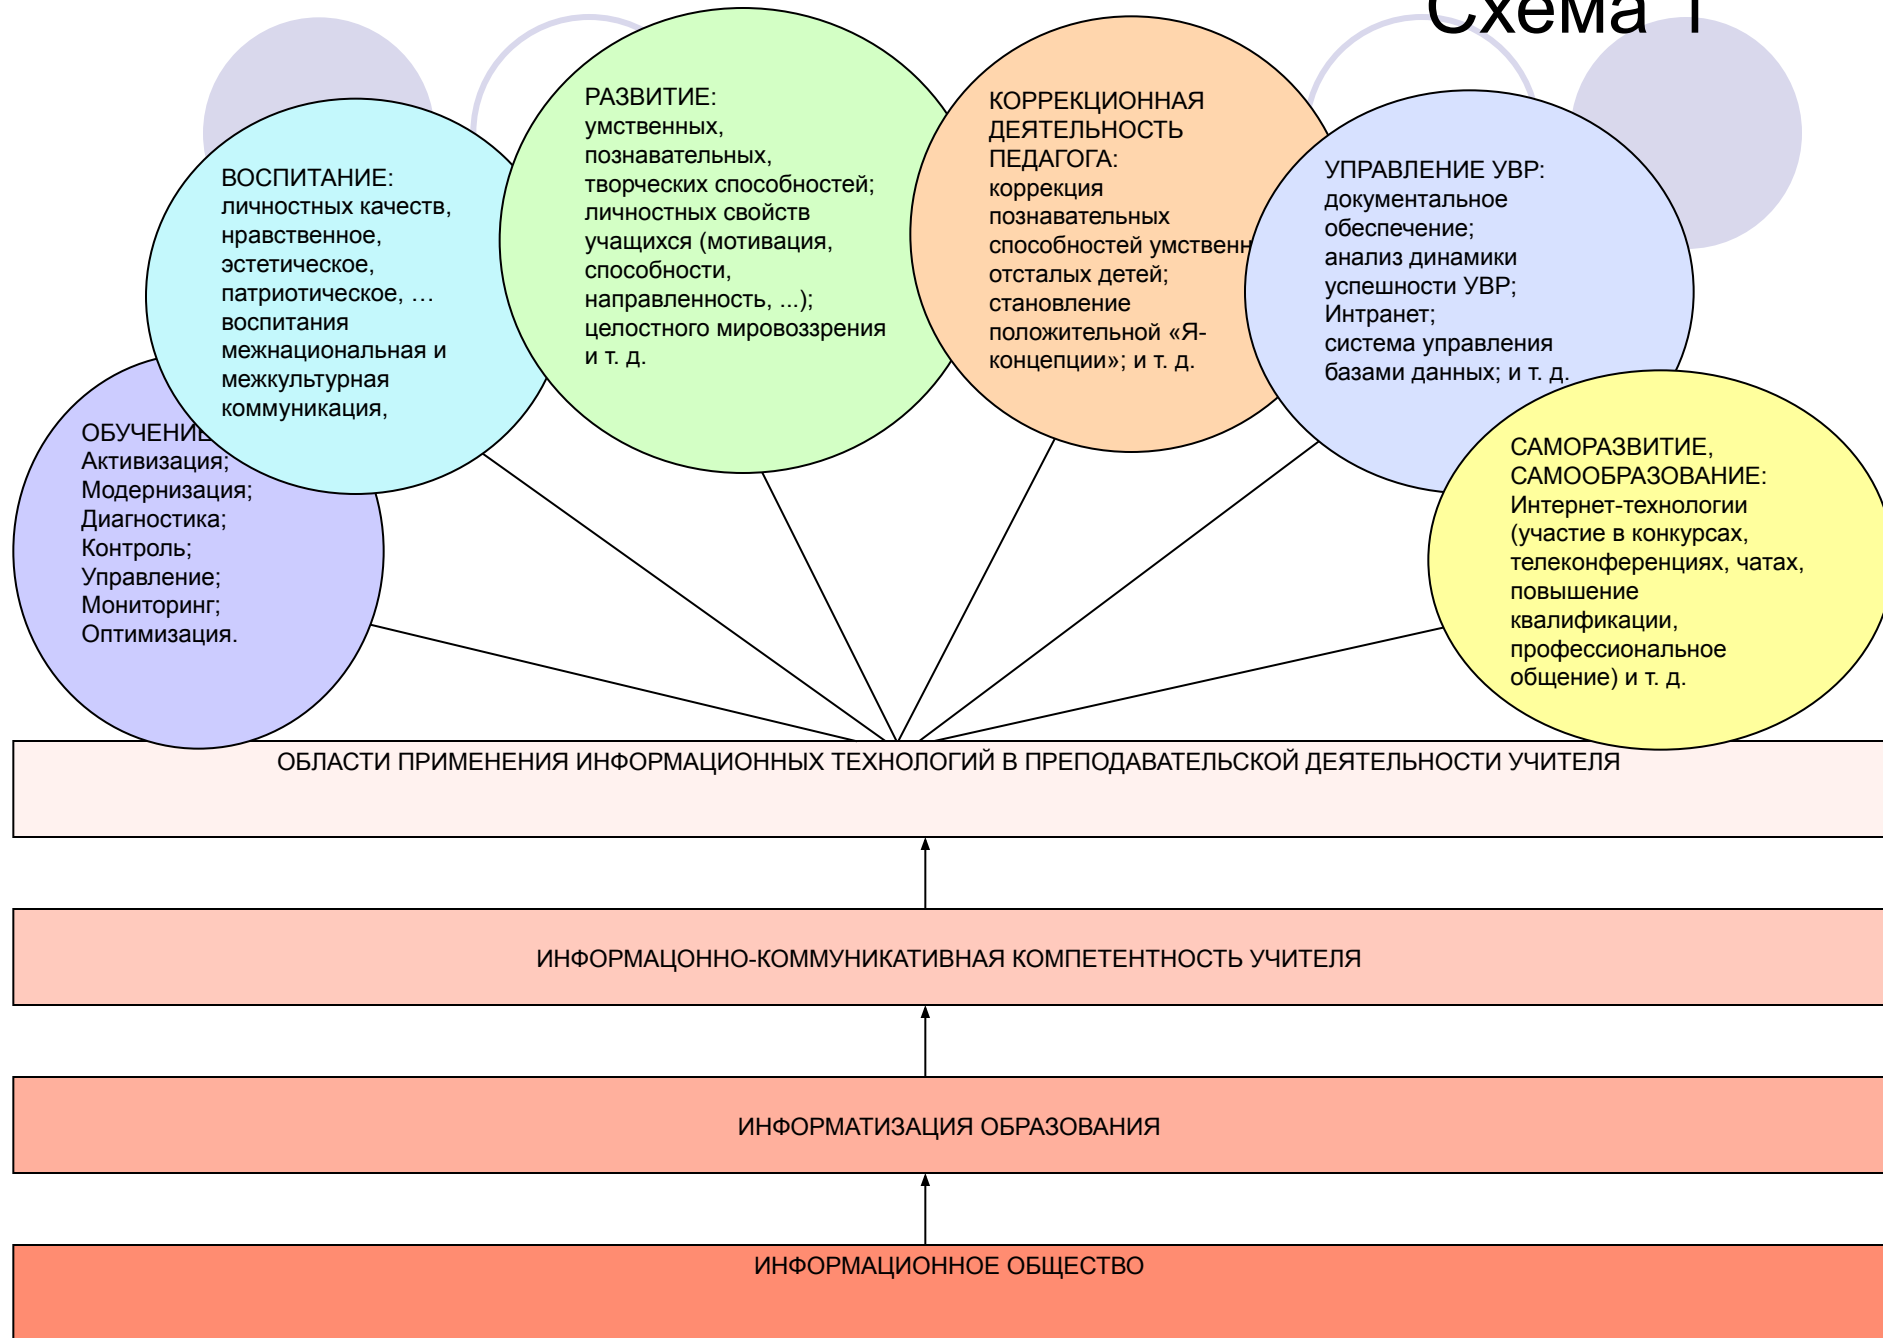 Схема 1
ОБУЧЕНИЕ
Активизация;
Модернизация;
Диагностика;
Контроль;
Управление;
Мониторинг;
Оптимизация.
ВОСПИТАНИЕ:
личностных качеств,
нравственное,
эстетическое,
патриотическое, …
воспитания
межнациональная и
межкультурная
коммуникация,
РАЗВИТИЕ:
умственных,
познавательных,
творческих способностей;
личностных свойств
учащихся (мотивация,
способности,
направленность, ...);
целостного мировоззрения
и т. д.
КОРРЕКЦИОННАЯ
ДЕЯТЕЛЬНОСТЬ
ПЕДАГОГА:
коррекция
познавательных
способностей умственн
отсталых детей;
становление
положительной «Я-
концепции»; и т. д.
УПРАВЛЕНИЕ УВР:
документальное
обеспечение;
анализ динамики
успешности УВР;
Интранет;
система управления
базами данных; и т. д.
САМОРАЗВИТИЕ,
САМООБРАЗОВАНИЕ:
Интернет-технологии
(участие в конкурсах,
телеконференциях, чатах,
повышение
квалификации,
профессиональное
общение) и т. д.
ОБЛАСТИ ПРИМЕНЕНИЯ ИНФОРМАЦИОННЫХ ТЕХНОЛОГИЙ В ПРЕПОДАВАТЕЛЬСКОЙ ДЕЯТЕЛЬНОСТИ УЧИТЕЛЯ
ИНФОРМАЦОННО-КОММУНИКАТИВНАЯ КОМПЕТЕНТНОСТЬ УЧИТЕЛЯ
ИНФОРМАТИЗАЦИЯ ОБРАЗОВАНИЯ
ИНФОРМАЦИОННОЕ ОБЩЕСТВО